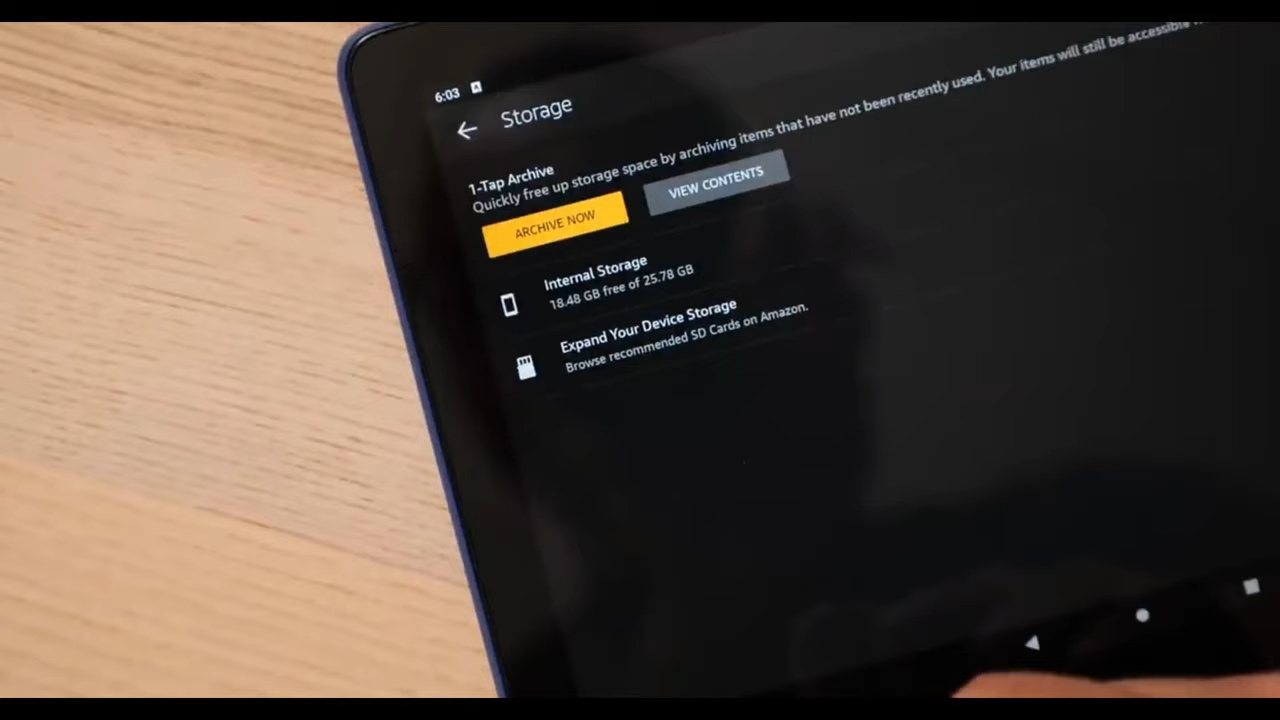 6:03
Storage
1-Tap Archive
Quickly free up storage space by archiving items that have not been recently used. Your items will still be accessible
ARCHIVE NOW
VIEW CONTENTS
Internal Storage
18.48 GB free of 25.78 GB
Expand Your Device Storage
Browse recommended SD Cards on Amazon.